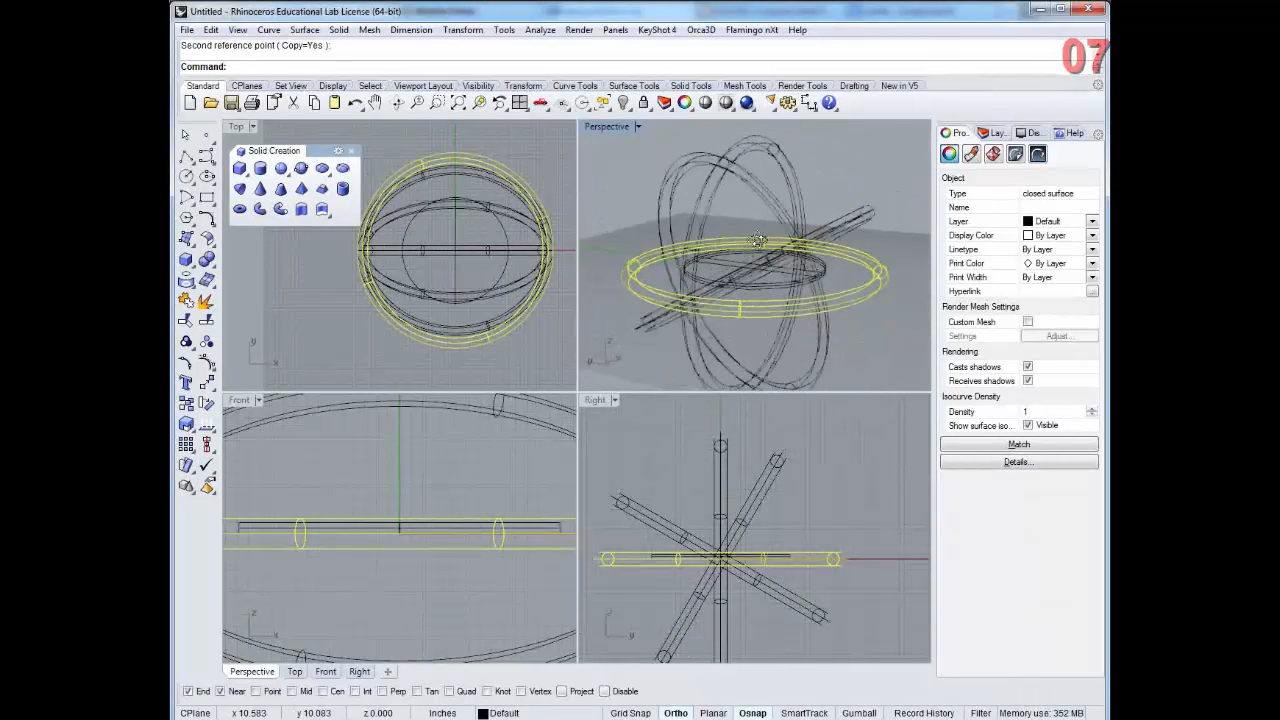 Untitled - Rhinoceros Educational Lab License (64-bit)
File Edit View Curve Surface Solid Mesh Dimension Transform Tools Analyze Render Panels KeyShot 4 Orca3D Flamingo nXt Help
Second reference point ( Copy=Yes ):
07
Command:
Standard CPlanes Set View Display Select Viewport Layout Visibility Transform Curve Tools Surface Tools Solid Tools Mesh Tools Render Tools Drafting New in V5
Top
Perspective
Pro... Lay... Dis... Help
Solid Creation
Object
Type closed surface
Name
Layer Default
Display Color By Layer
Linetype By Layer
Print Color By Layer
Print Width By Layer
Hyperlink ...
Render Mesh Settings
Custom Mesh
Settings Adjust...
Rendering
Casts shadows
Receives shadows
Isocurve Density
Density 1
Show surface iso... Visible
Match
Details...
y
x
z
Front
Right
z
x
z
y
Perspective Top Front Right
End Near Point Mid Cen Int Perp Tan Quad Knot Vertex Project Disable
CPlane x 10.583 y 10.083 z 0.000 Inches Default Grid Snap Ortho Planar Osnap SmartTrack Gumball Record History Filter Memory use: 352 MB